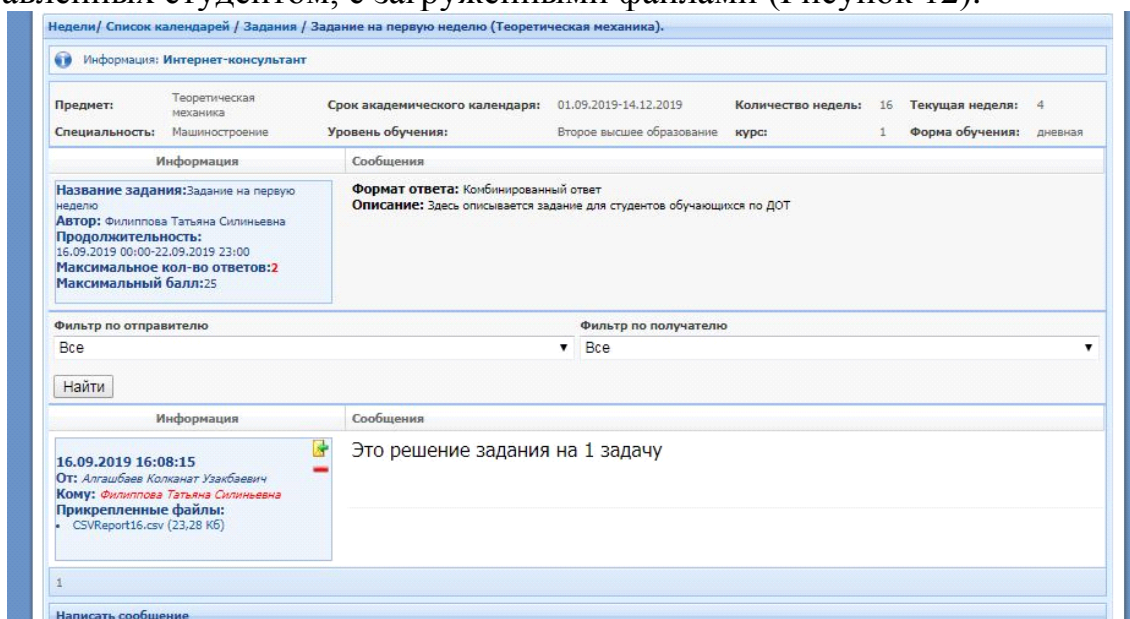 авленных студентом, с загруженными файлами (Рисунок 12).
Недели/ Список календарей / Задания / Задание на первую неделю (Теоретическая механика).
Информация: Интернет-консультант
Предмет: Теоретическая механика Срок академического календаря: 01.09.2019-14.12.2019 Количество недель: 16 Текущая неделя: 4
Специальность: Машиностроение Уровень обучения: Второе высшее образование курс: 1 Форма обучения: дневная
Информация Сообщения
Название задания:Задание на первую
неделю
Автор: Филиппова Татьяна Силиньевна
Продолжительность:
16.09.2019 00:00-22.09.2019 23:00
Максимальное кол-во ответов:2
Максимальный балл:25
Формат ответа: Комбинированный ответ
Описание: Здесь описывается задание для студентов обучающихся по ДОТ
Фильтр по отправителю Фильтр по получателю
Все Все
Найти
Информация Сообщения
16.09.2019 16:08:15
От: Алгашбаев Колканат Узакбаевич
Кому: Филиппова Татьяна Силиньевна
Прикрепленные файлы:
CSVReport16.csv (23,28 Кб)
Это решение задания на 1 задачу
1
Написать сообщение